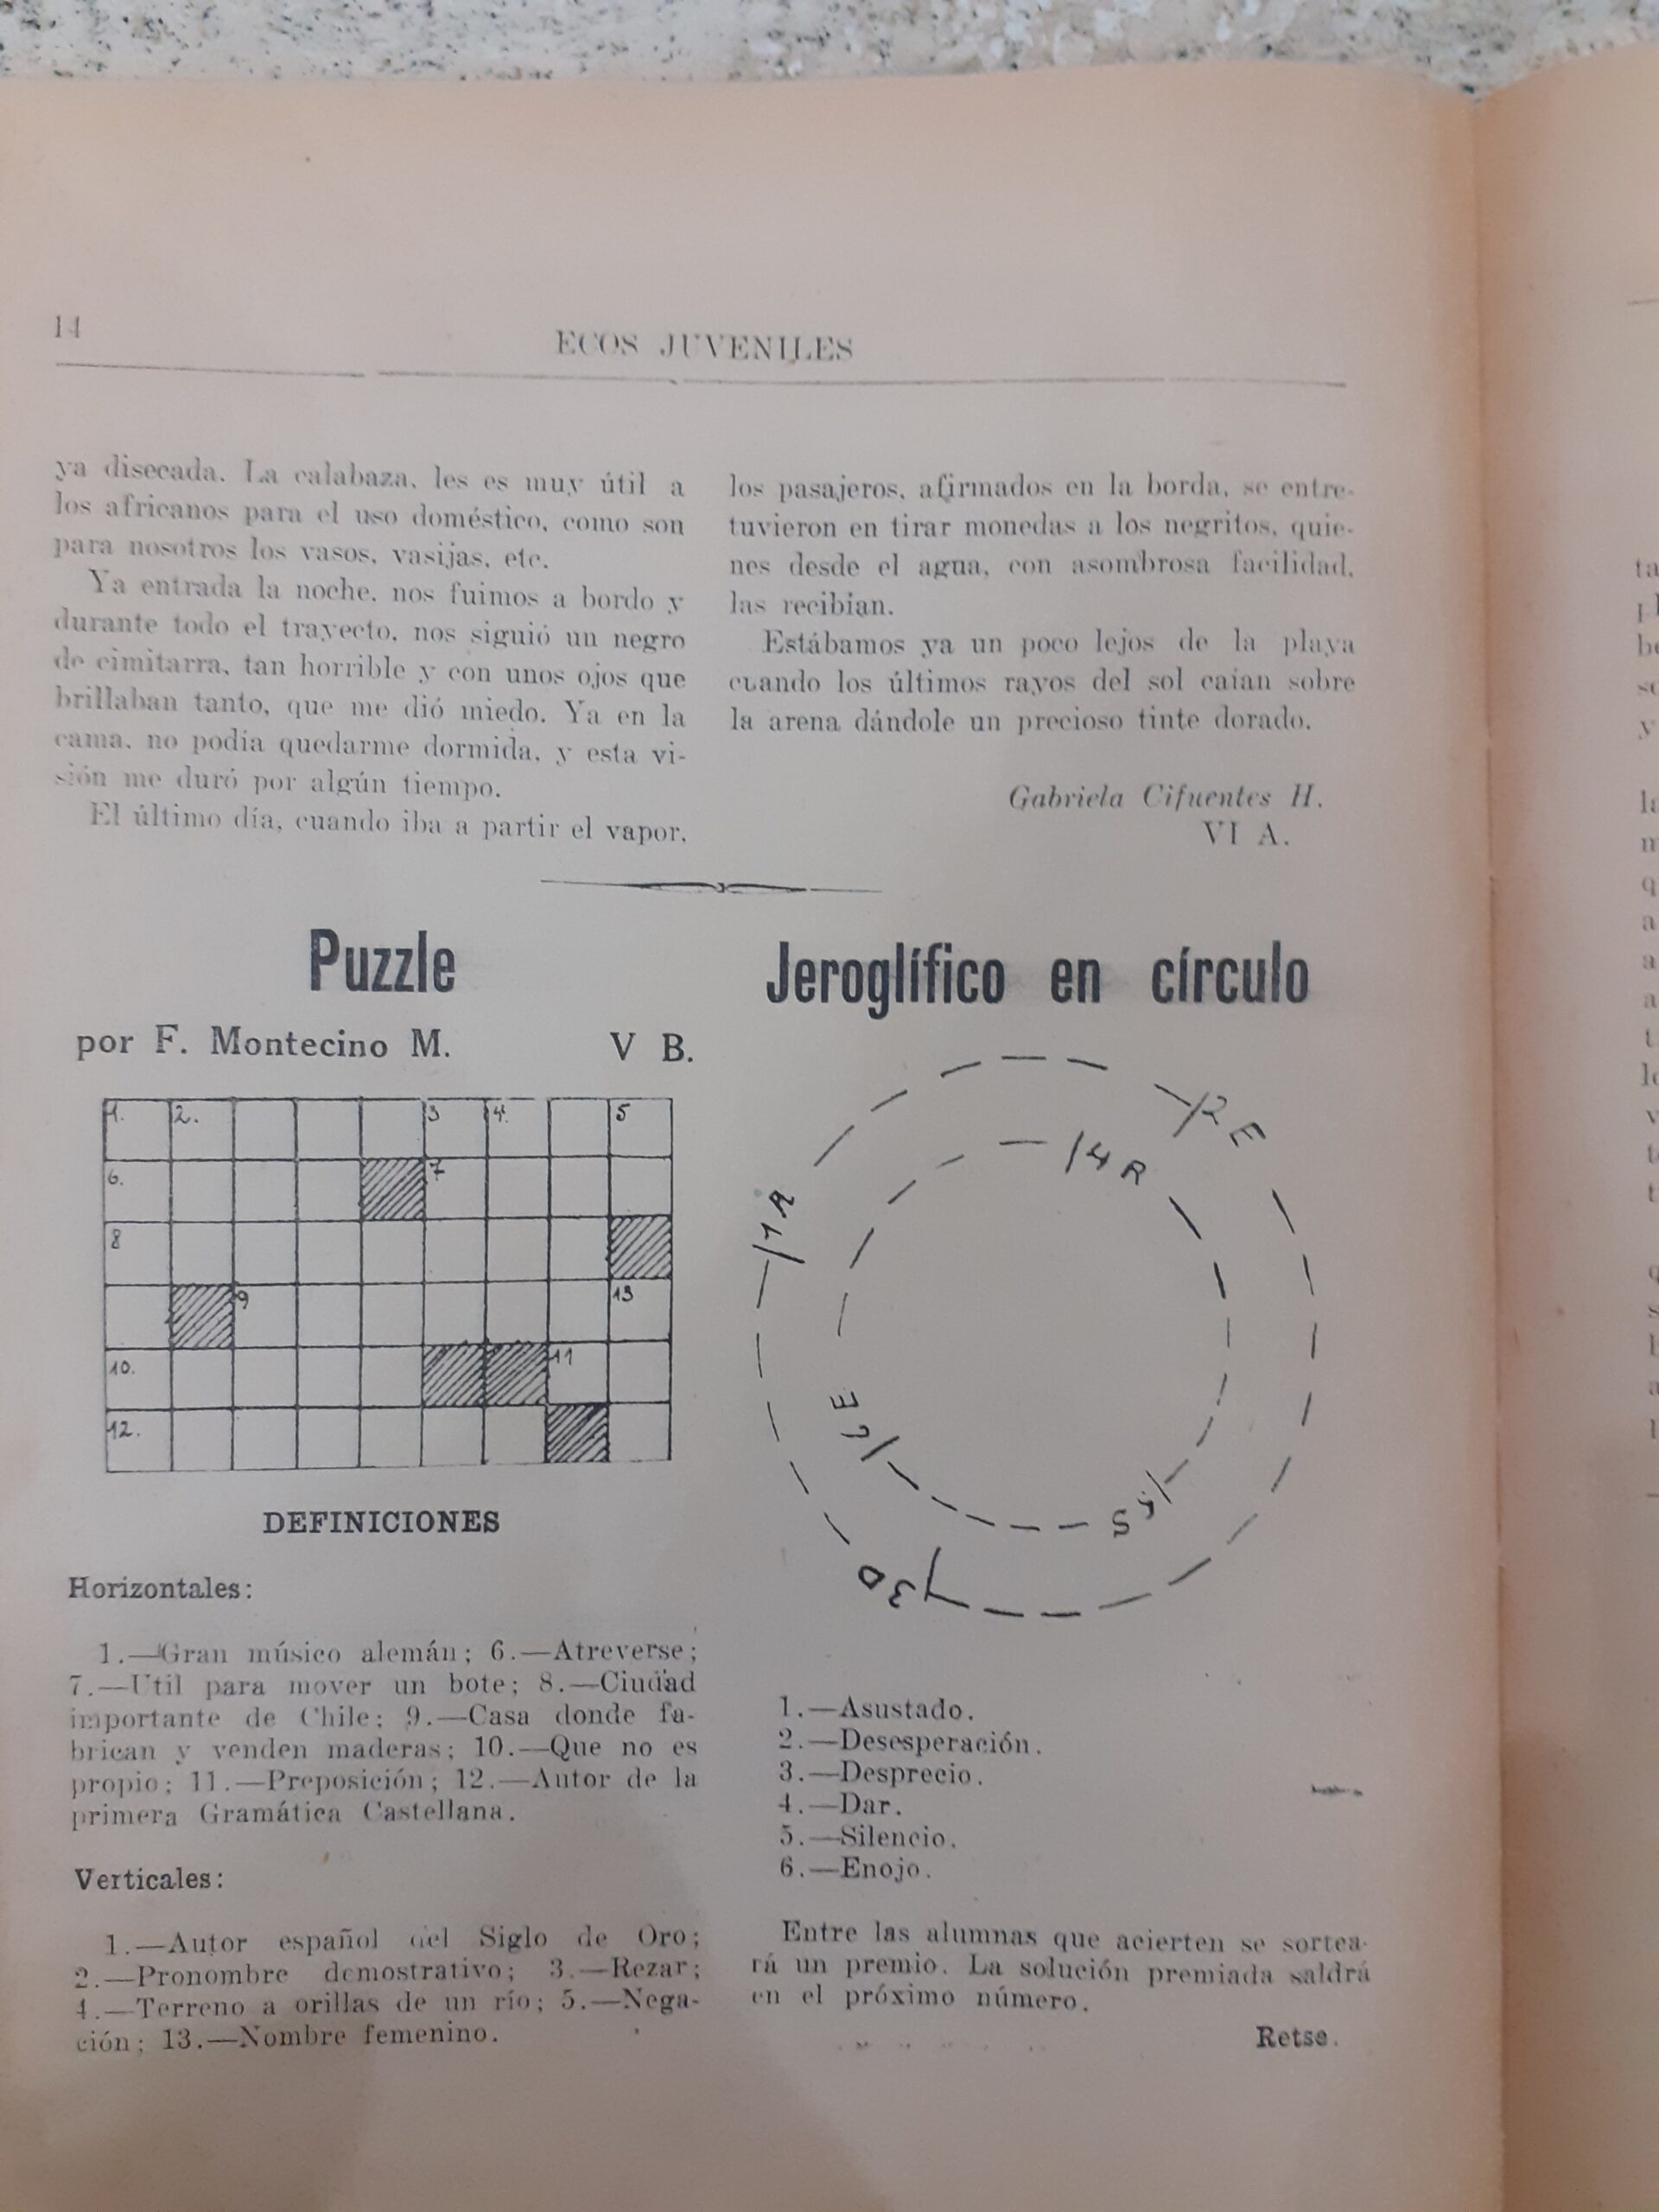 14
ECOS JUVENILES
ya disecada. La calabaza, les es muy útil a
los africanos para el uso doméstico, como son
para nosotros los vasos, vasijas, etc.
Ya entrada la noche, nos fuimos a bordo y
durante todo el trayecto, nos siguió un negro
de cimitarra, tan horrible y con unos ojos que
brillaban tanto, que me dió miedo. Ya en la
cama, no podía quedarme dormida, y esta vi-
sión me duró por algún tiempo.
El último día, cuando iba a partir el vapor,
los pasajeros, afirmados en la borda, se entre-
tuvieron en tirar monedas a los negritos, quie-
nes desde el agua, con asombrosa facilidad,
las recibían.
Estábamos ya un poco lejos de la playa
cuando los últimos rayos del sol caían sobre
la arena dándole un precioso tinte dorado.
Gabriela Cifuentes H.
VI A.
Puzzle
por F. Montecino M. V B.
1. 2. 3 4. 5
6. 7
8
9 13
10. 11
12.
DEFINICIONES
Horizontales:
1.—Gran músico alemán; 6.—Atreverse;
7.—Util para mover un bote; 8.—Ciudad
importante de Chile; 9.—Casa donde fa-
brican y venden maderas; 10.—Que no es
propio; 11.—Preposición; 12.—Autor de la
primera Gramática Castellana.
Verticales:
1.—Autor español del Siglo de Oro;
2.—Pronombre demostrativo; 3.—Rezar;
4.—Terreno a orillas de un río; 5.—Nega-
ción; 13.—Nombre femenino.
Jeroglífico en círculo
1 A
2 E
3 O
4 R
5 S
E
1.—Asustado.
2.—Desesperación.
3.—Desprecio.
4.—Dar.
5.—Silencio.
6.—Enojo.
Entre las alumnas que acierten se sortea-
rá un premio. La solución premiada saldrá
en el próximo número.
Retse.